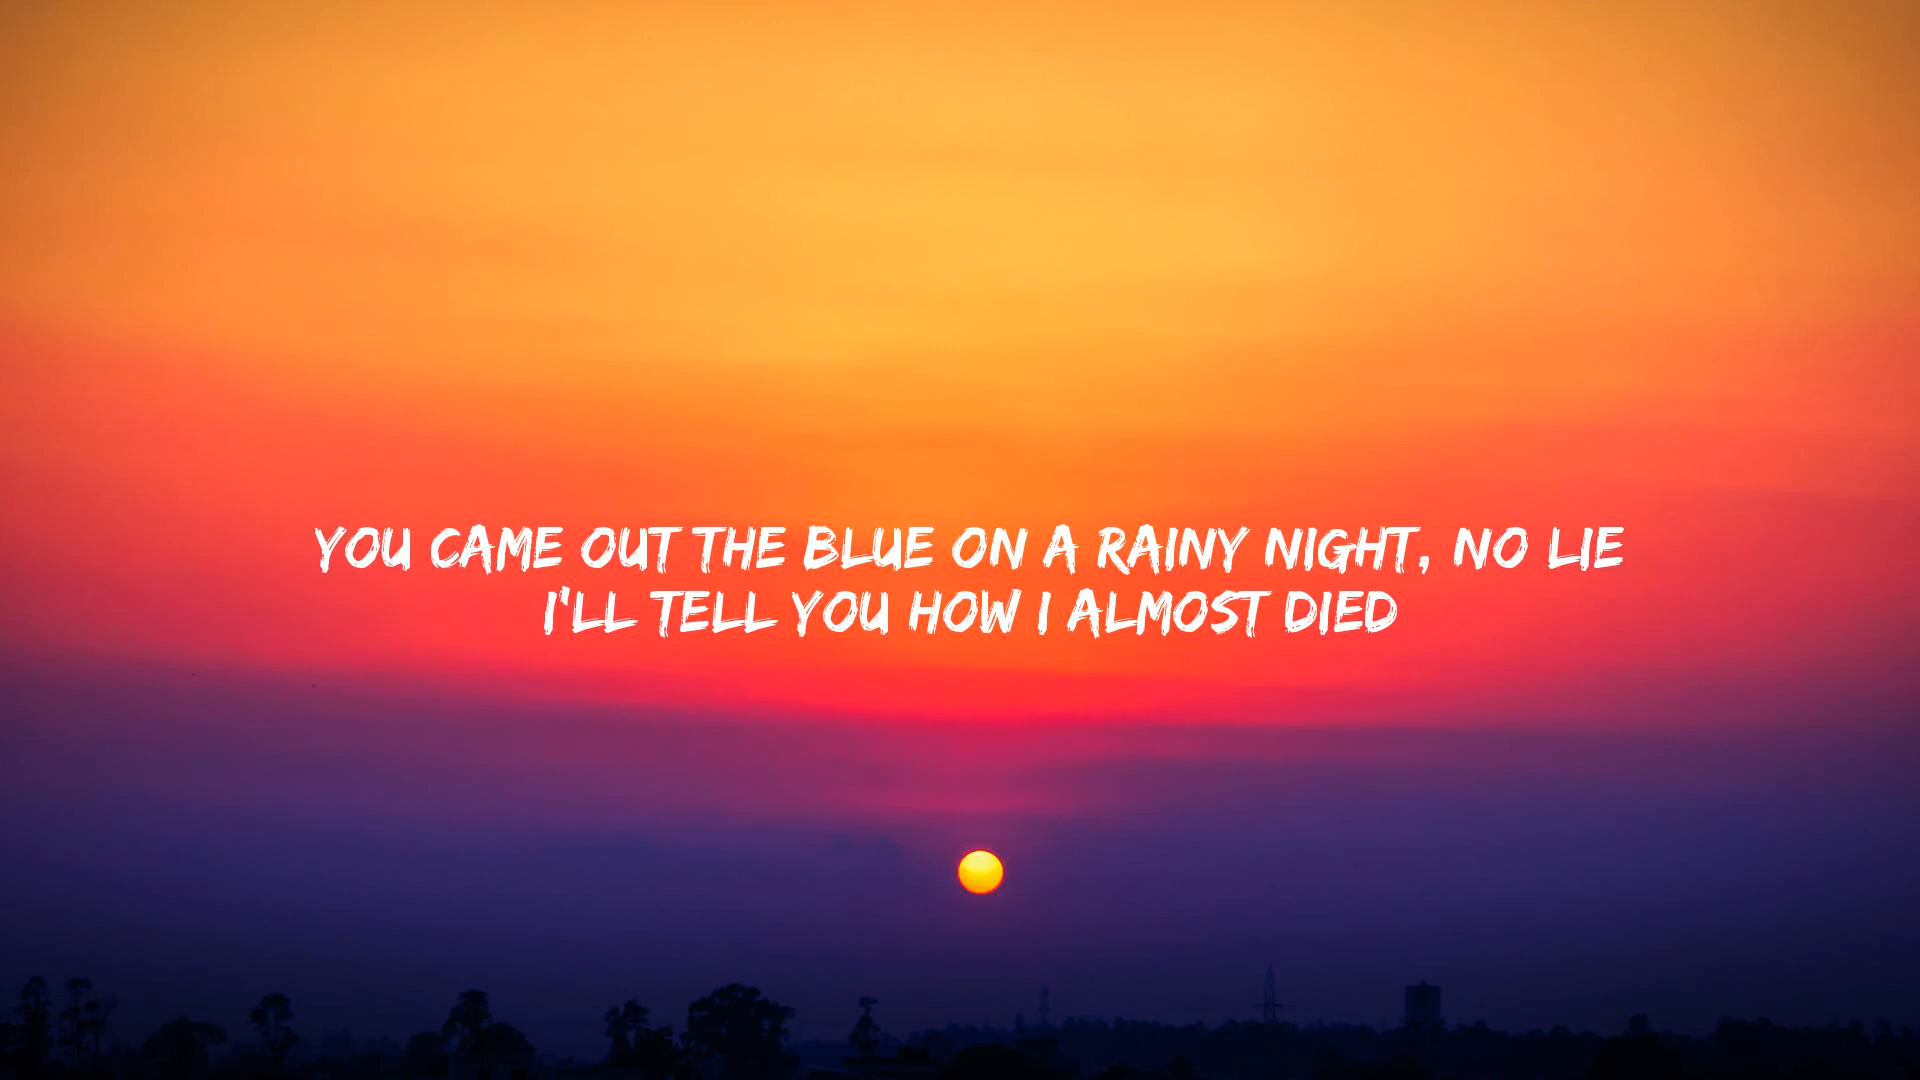 YOU CAME OUT THE BLUE ON A RAINY NIGHT, NO LIE
I'LL TELL YOU HOW I ALMOST DIED